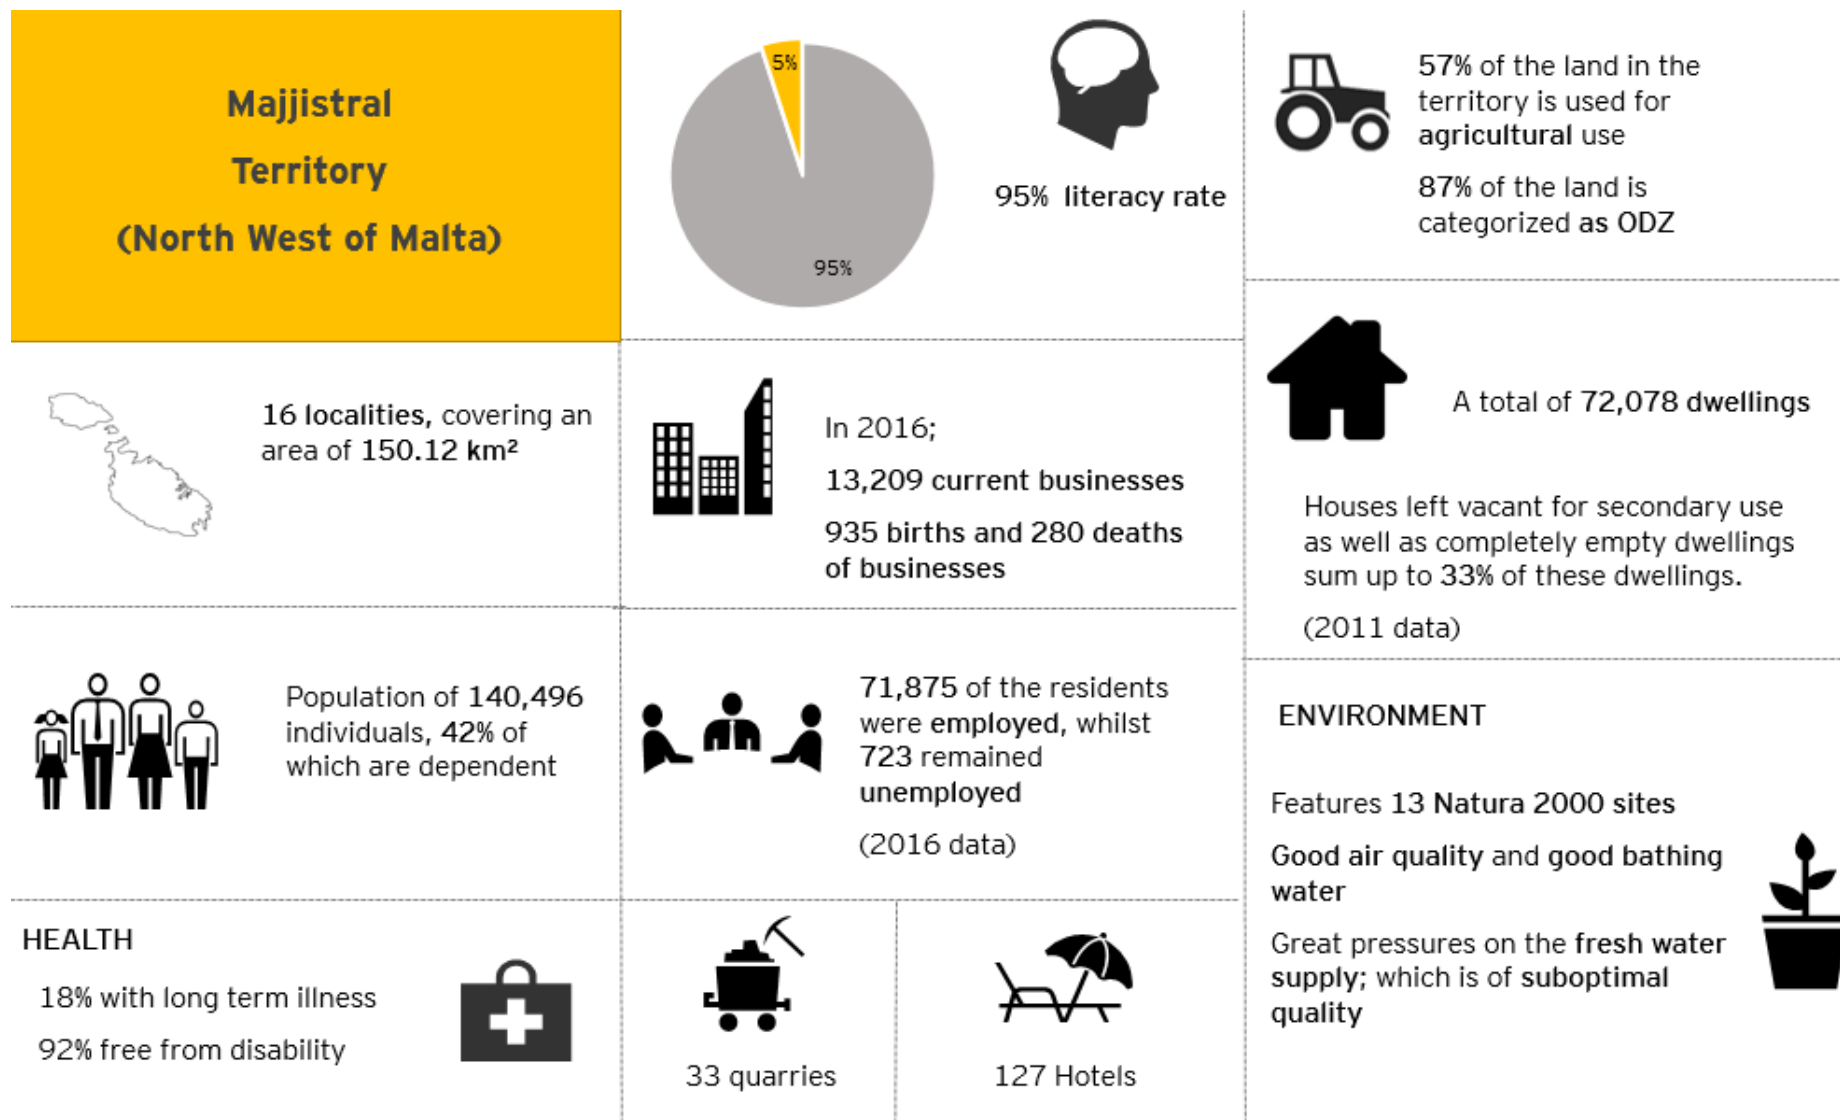 Majjistral
Territory
(North West of Malta)
5%
95%
95% literacy rate
57% of the land in the
territory is used for
agricultural use
87% of the land is
categorized as ODZ
16 localities, covering an
area of 150.12 km²
In 2016;
13,209 current businesses
935 births and 280 deaths
of businesses
A total of 72,078 dwellings
Houses left vacant for secondary use
as well as completely empty dwellings
sum up to 33% of these dwellings.
(2011 data)
Population of 140,496
individuals, 42% of
which are dependent
71,875 of the residents
were employed, whilst
723 remained
unemployed
(2016 data)
ENVIRONMENT
Features 13 Natura 2000 sites
Good air quality and good bathing
water
Great pressures on the fresh water
supply; which is of suboptimal
quality
HEALTH
18% with long term illness
92% free from disability
33 quarries
127 Hotels